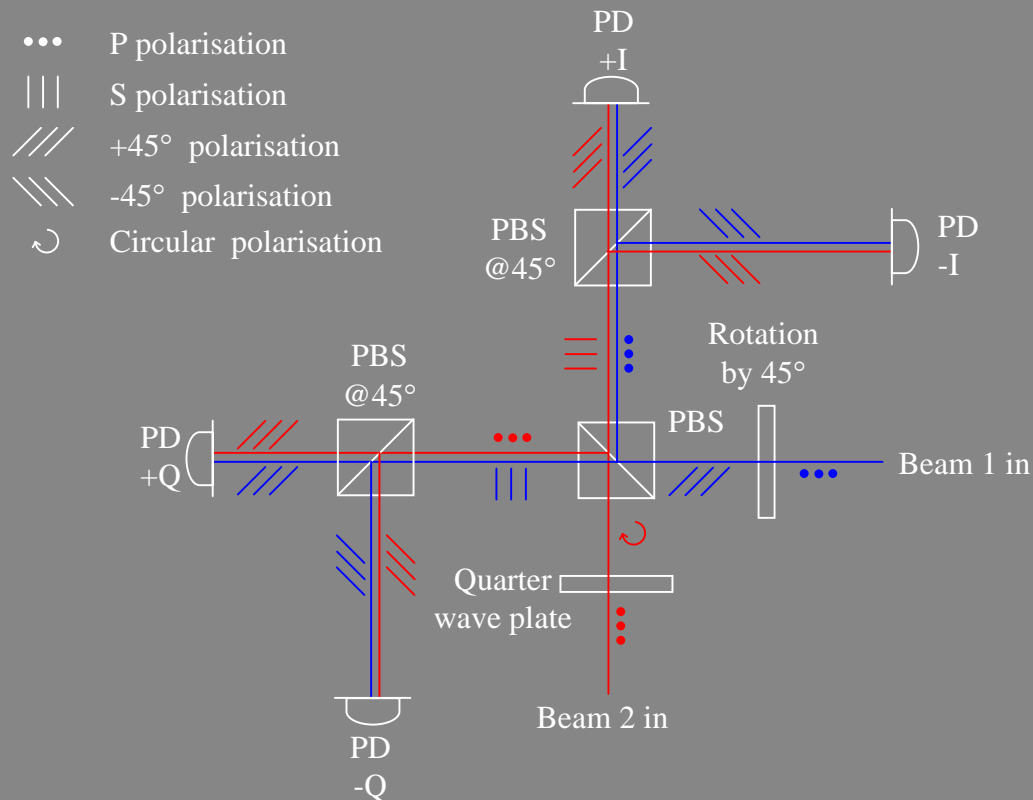 P polarisation
S polarisation
+45° polarisation
-45° polarisation
Circular polarisation
PD
+I
PBS
@45°
PD
-I
Rotation
by 45°
PBS
@45°
PBS
PD
+Q
Beam 1 in
Quarter
wave plate
Beam 2 in
PD
-Q